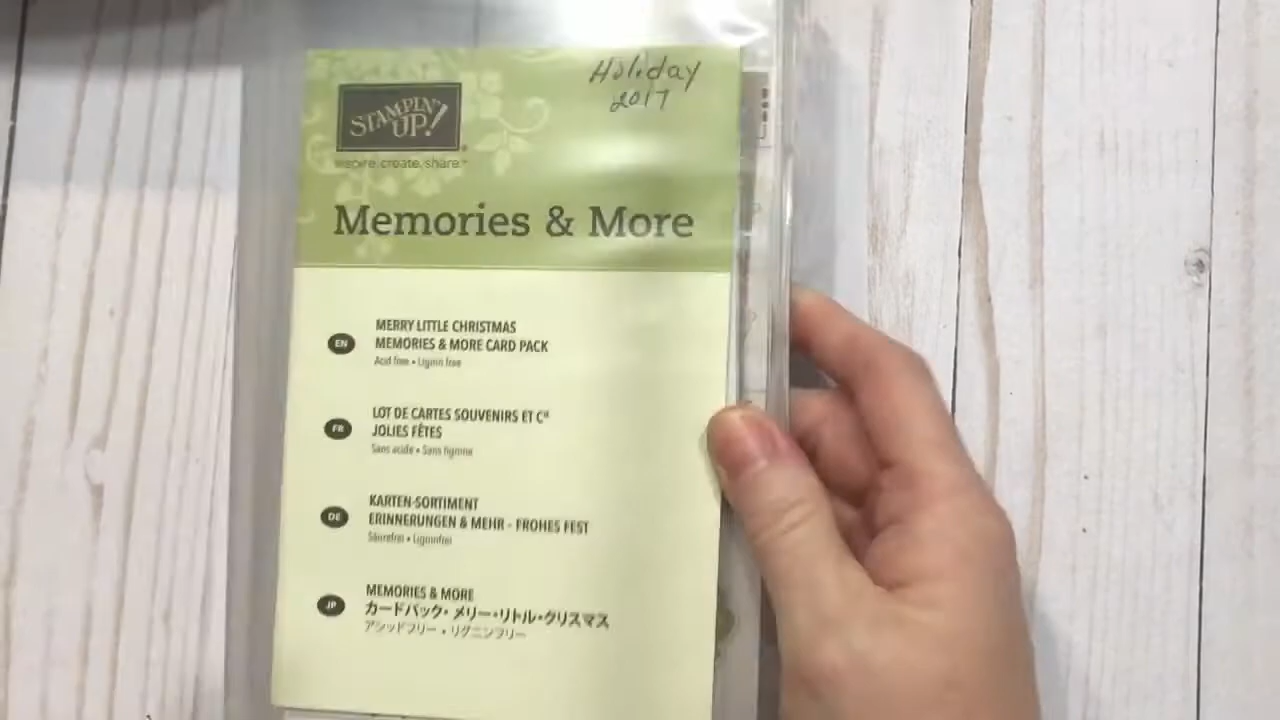 Holiday
2017
STAMPIN'
UP!
inspire. create. share.™
Memories & More
EN
MERRY LITTLE CHRISTMAS
MEMORIES & MORE CARD PACK
Acid free • Lignin free
FR
LOT DE CARTES SOUVENIRS ET Cie
JOLIES FÊTES
Sans acide • Sans lignine
DE
KARTEN-SORTIMENT
ERINNERUNGEN & MEHR - FROHES FEST
Säurefrei • Ligninfrei
JP
MEMORIES & MORE
カードパック・メリー・リトル・クリスマス
アシッドフリー • リグニンフリー